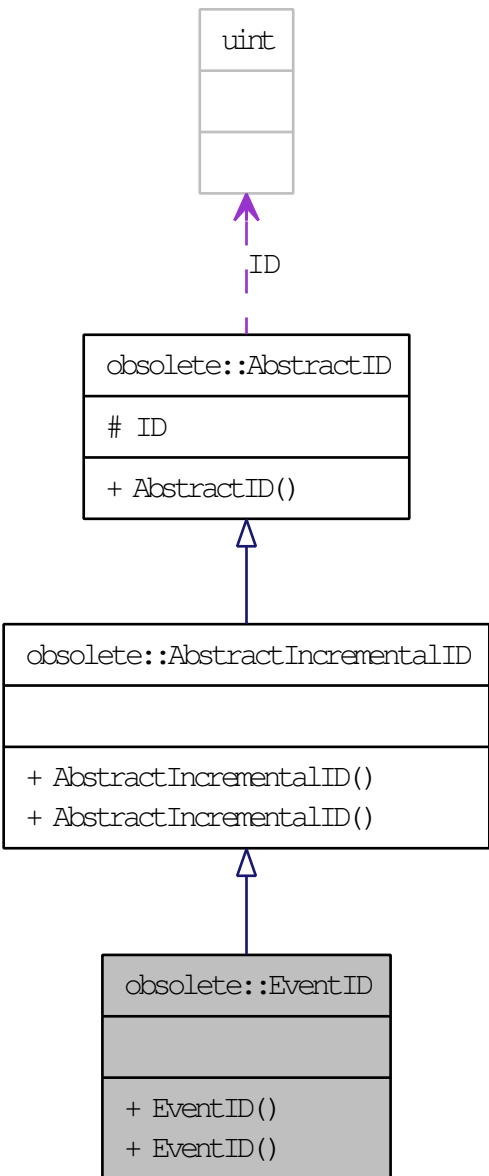 uint
ID
obsolete::AbstractID
# ID
+ AbstractID()
obsolete::AbstractIncrementalID
+ AbstractIncrementalID()
+ AbstractIncrementalID()
obsolete::EventID
+ EventID()
+ EventID()